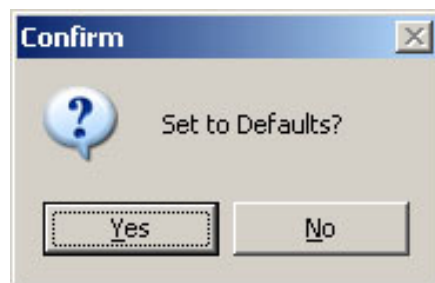 Confirm
Set to Defaults?
Yes
No